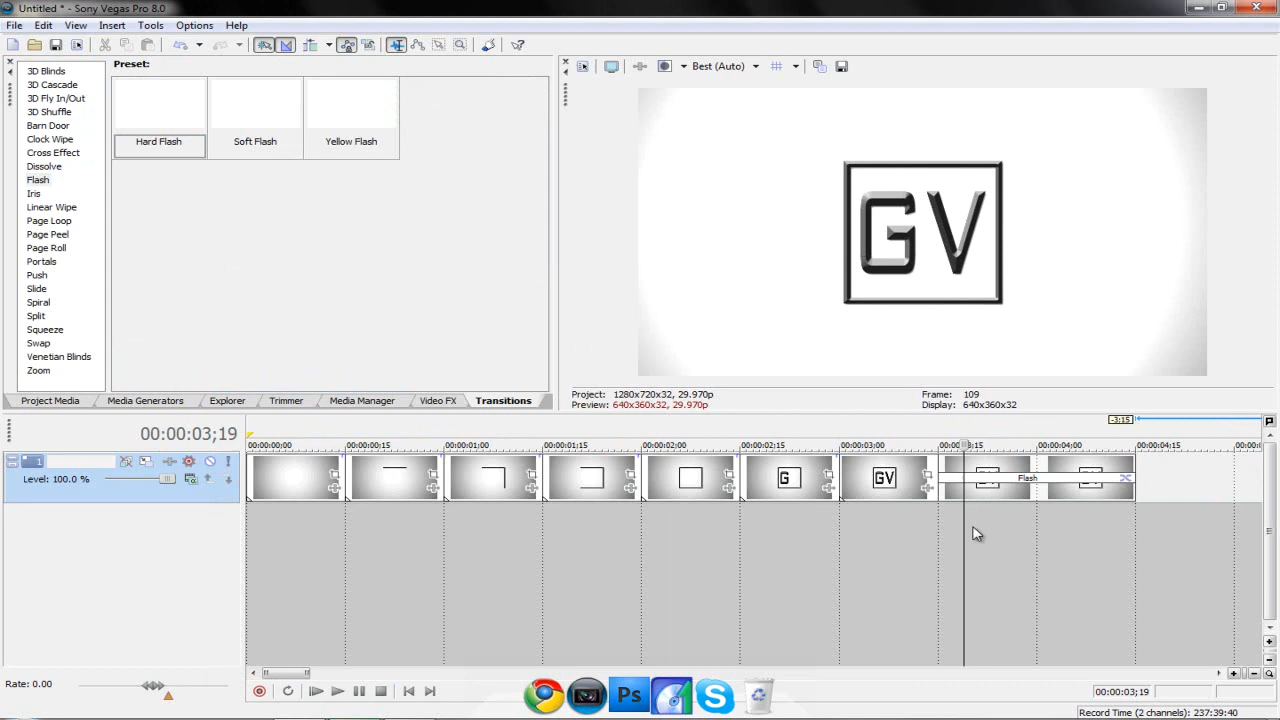 Untitled * - Sony Vegas Pro 8.0
File Edit View Insert Tools Options Help
Preset:
3D Blinds
3D Cascade
3D Fly In/Out
3D Shuffle
Barn Door
Clock Wipe
Cross Effect
Dissolve
Flash
Iris
Linear Wipe
Page Loop
Page Peel
Page Roll
Portals
Push
Slide
Spiral
Split
Squeeze
Swap
Venetian Blinds
Zoom
Hard Flash Soft Flash Yellow Flash
Best (Auto)
GV
Project: 1280x720x32, 29.970p Frame: 109
Preview: 640x360x32, 29.970p Display: 640x360x32
Project Media Media Generators Explorer Trimmer Media Manager Video FX Transitions
-3;15
00:00:03;19
00:00:00;00 00:00:00;15 00:00:01;00 00:00:01;15 00:00:02;00 00:00:02;15 00:00:03;00 00:00:04;00 00:00:04;15
1
Level: 100.0 %
G GV Flash
Rate: 0.00
Ps
00:00:03;19
Record Time (2 channels): 237:39:40